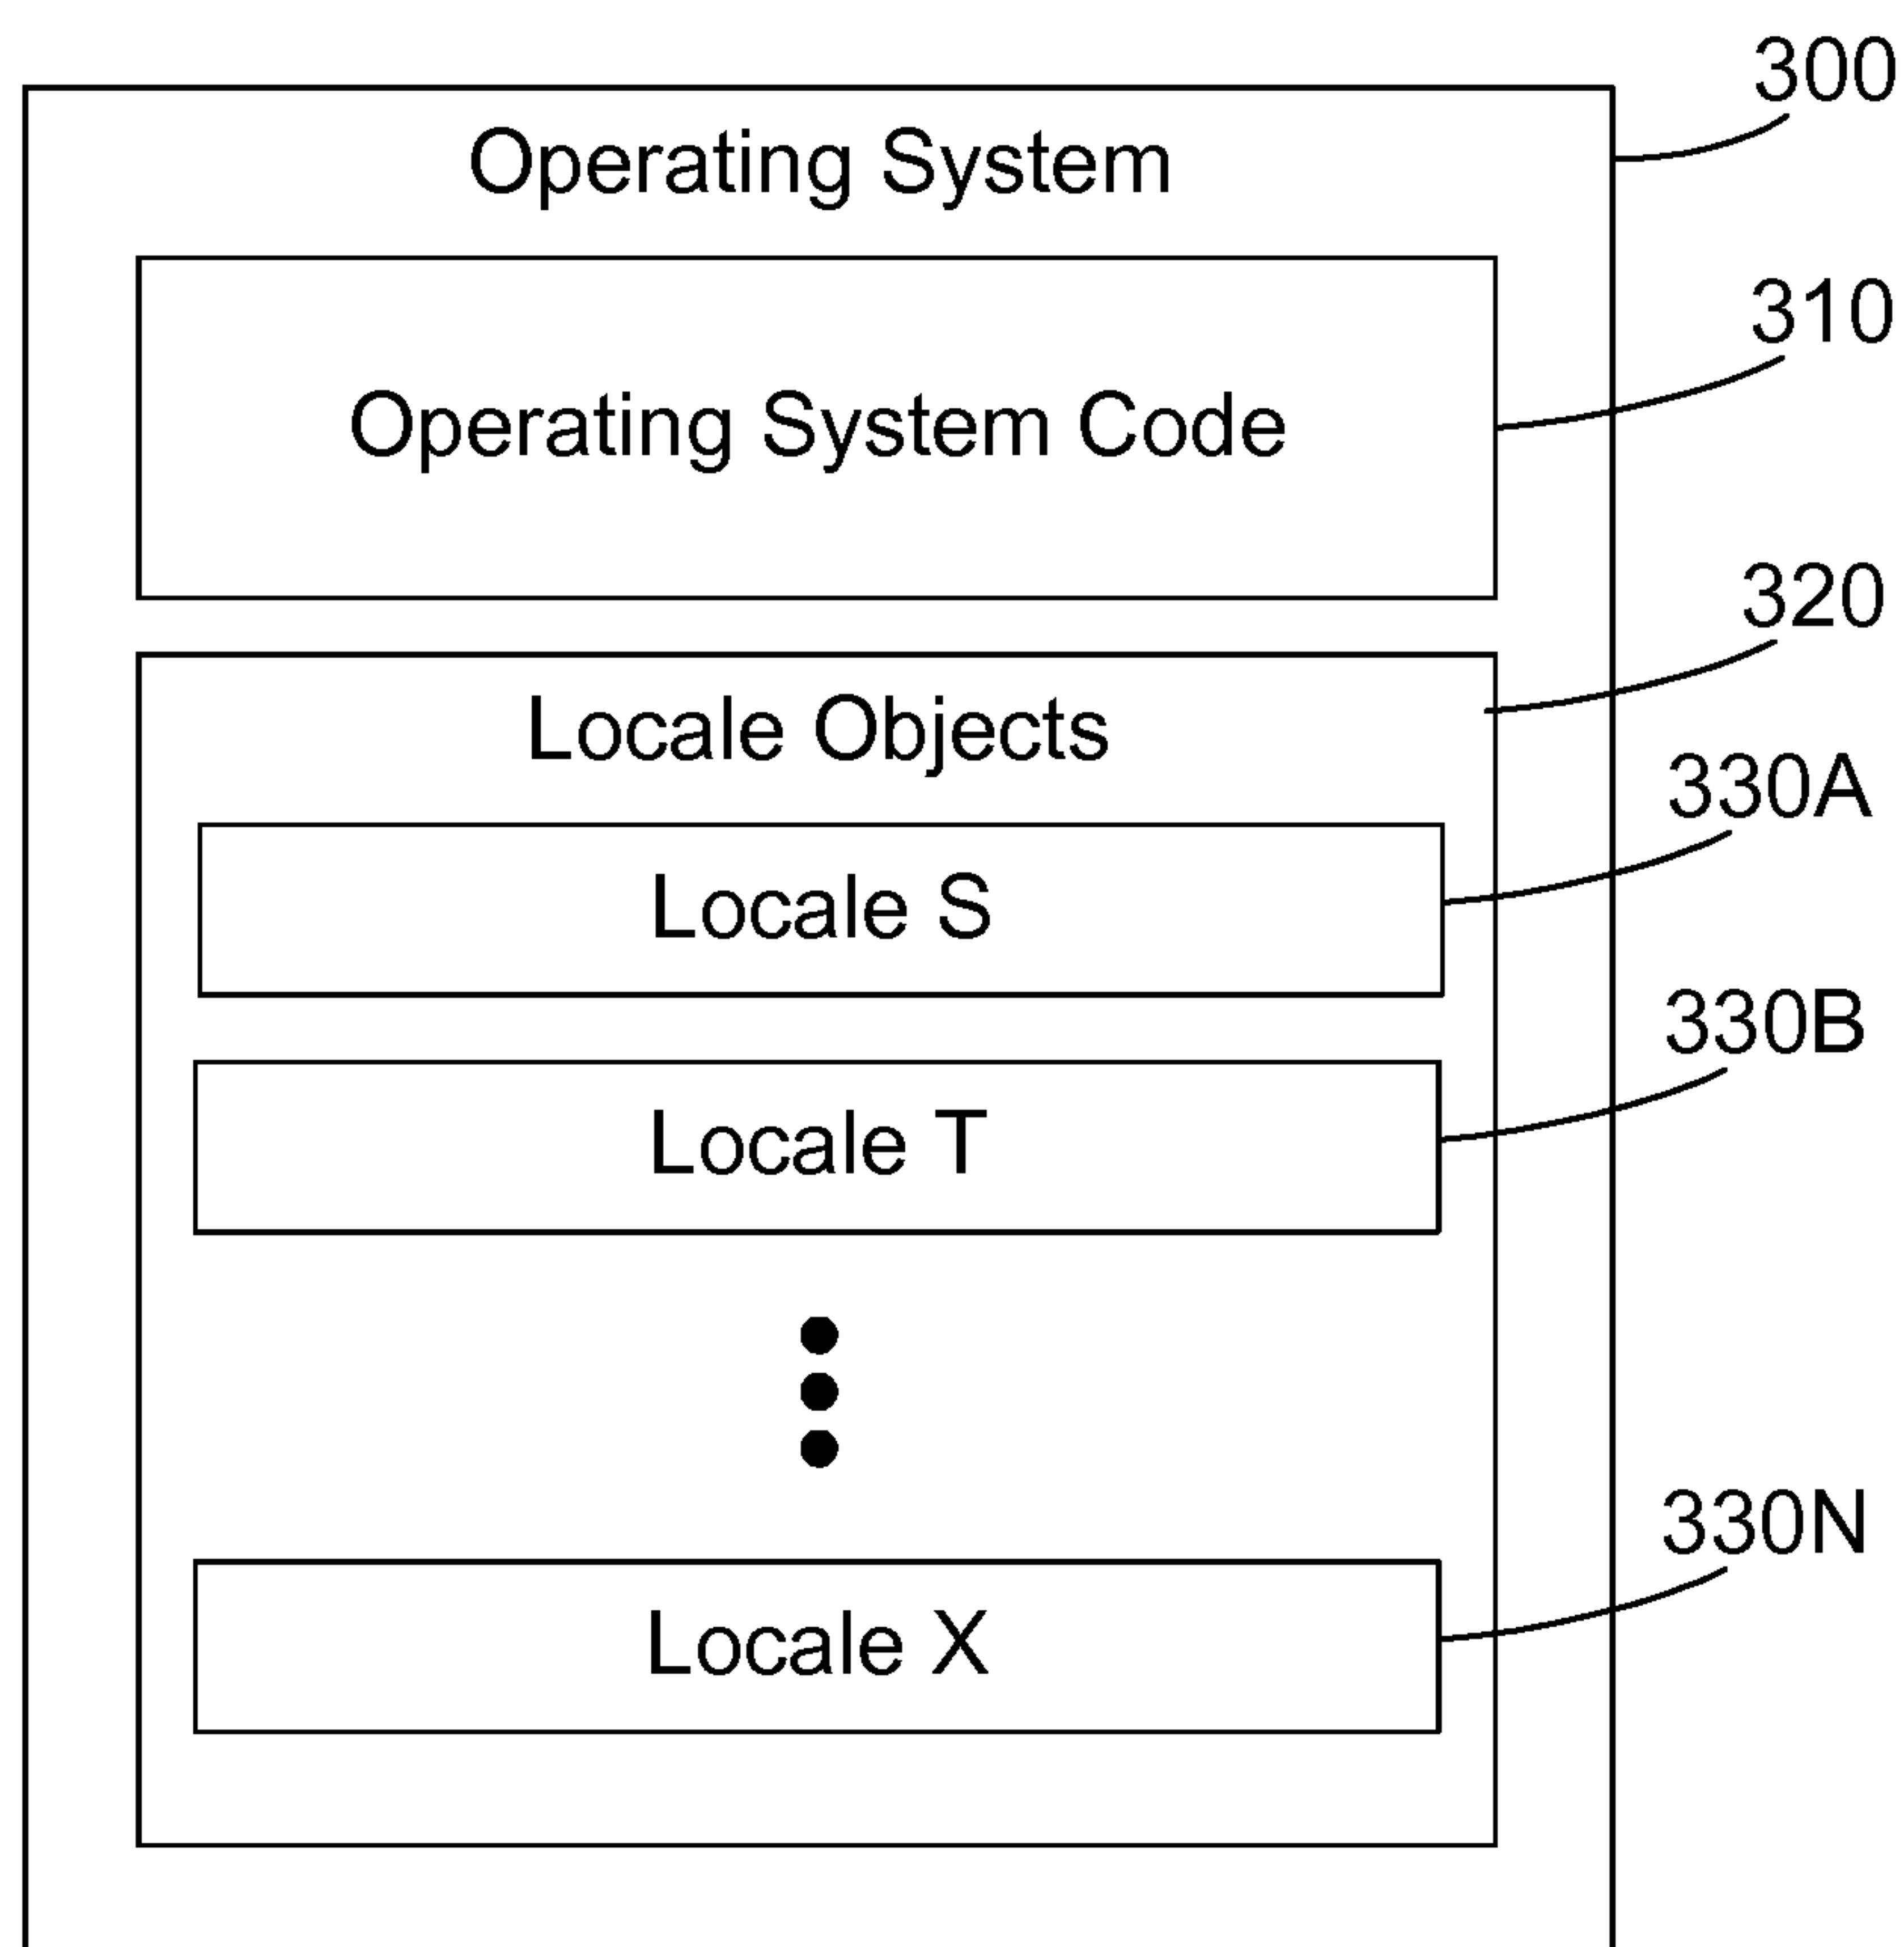 300
Operating System
310
Operating System Code
320
Locale Objects
330A
Locale S
330B
Locale T
330N
Locale X